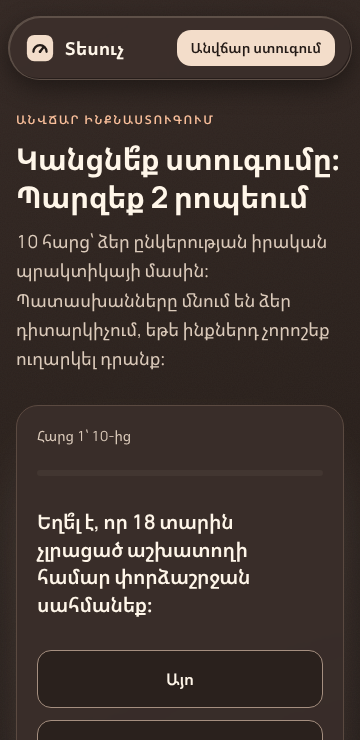 Տեսուչ
Անվճար ստուգում
ԱՆՎՃԱՐ ԻՆՔՆԱՍՏՈՒԳՈՒՄ
Կանցնե՞ք ստուգումը։
Պարզեք 2 րոպեում
10 հարց՝ ձեր ընկերության իրական
պրակտիկայի մասին։
Պատասխանները մնում են ձեր
դիտարկիչում, եթե ինքներդ չորոշեք
ուղարկել դրանք։
Հարց 1՝ 10-ից
Եղե՞լ է, որ 18 տարին
չլրացած աշխատողի
համար փորձաշրջան
սահմանեք։
Այո